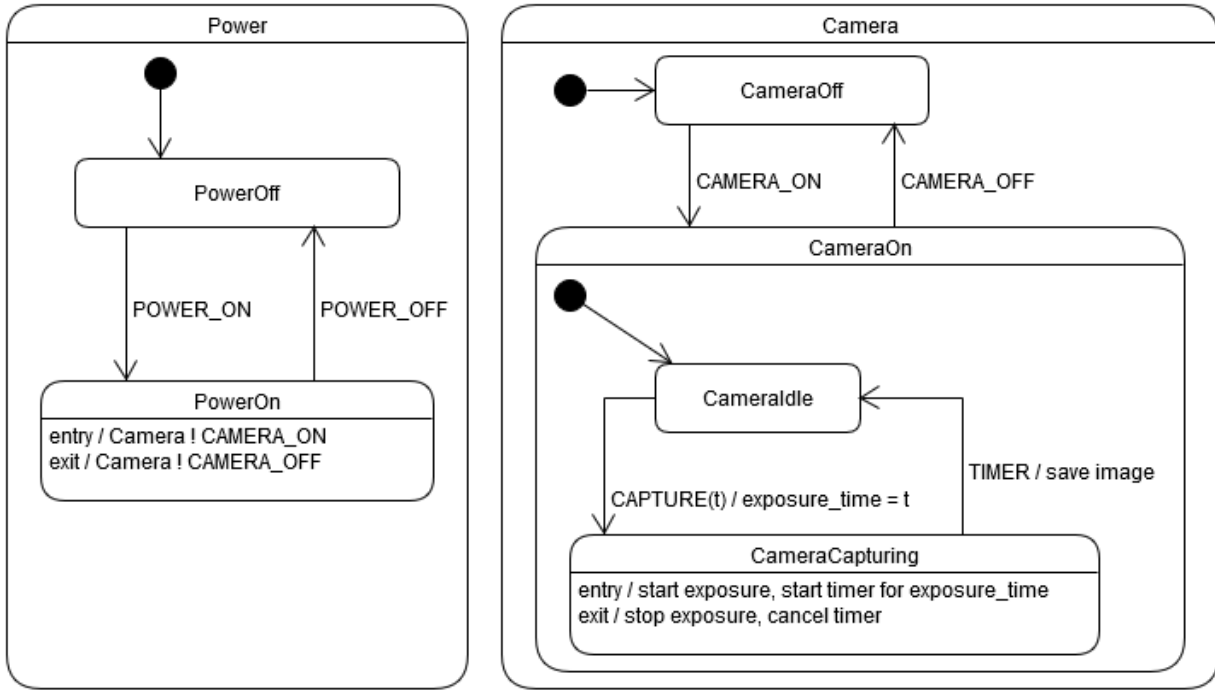 Power
PowerOff
POWER_ON
POWER_OFF
PowerOn
entry / Camera ! CAMERA_ON
exit / Camera ! CAMERA_OFF
Camera
CameraOff
CAMERA_ON
CAMERA_OFF
CameraOn
CameraIdle
TIMER / save image
CAPTURE(t) / exposure_time = t
CameraCapturing
entry / start exposure, start timer for exposure_time
exit / stop exposure, cancel timer